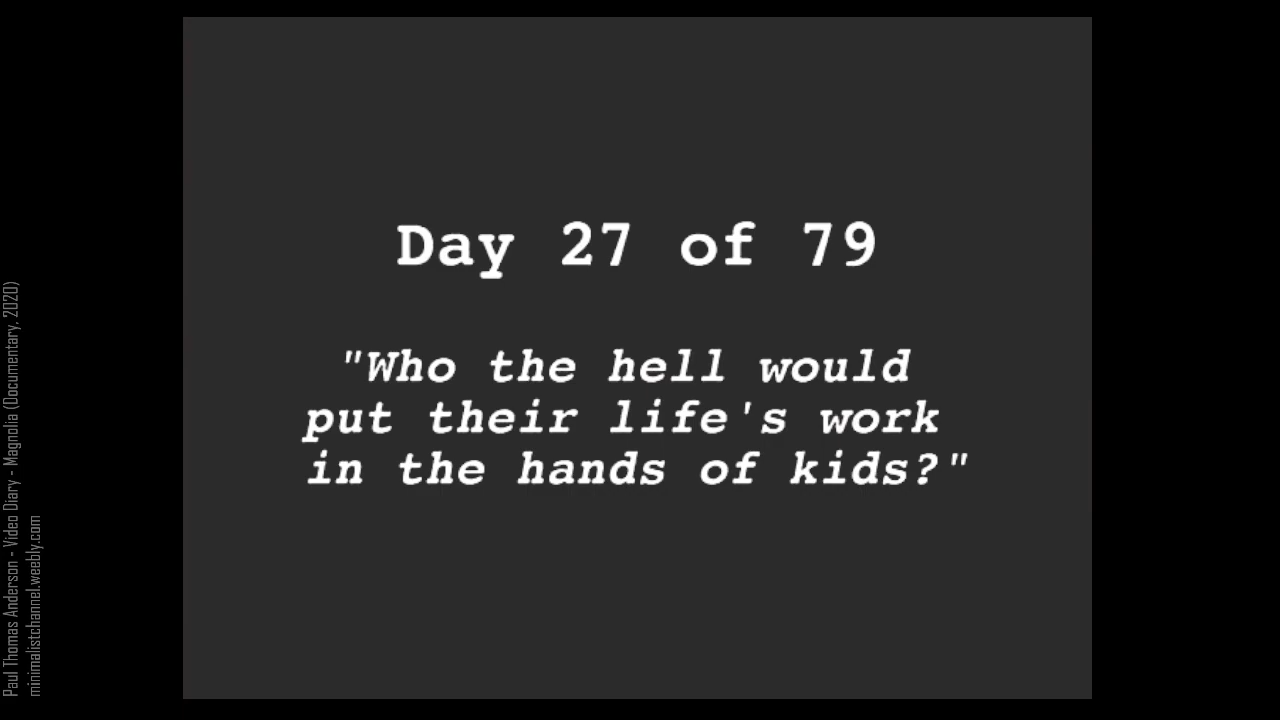 Day 27 of 79
"Who the hell would
put their life's work
in the hands of kids?"
Paul Thomas Anderson - Video Diary - Magnolia (Documentary, 2020)
minimalistchannel.weebly.com